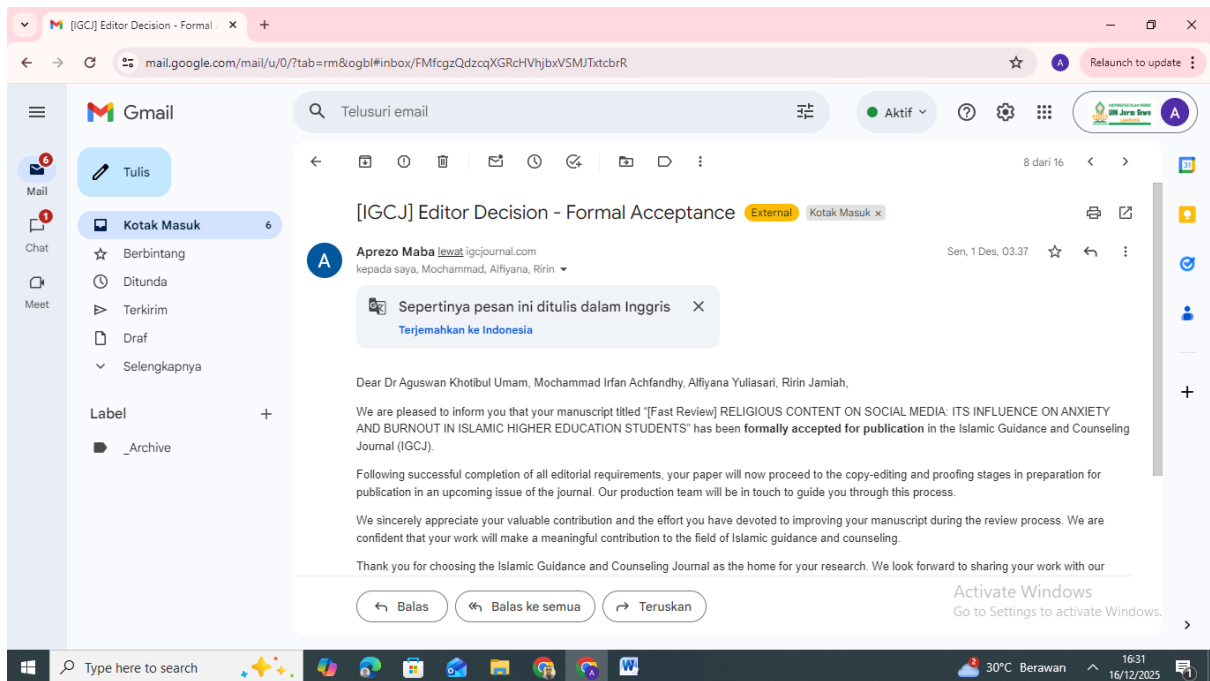 [IGCJ] Editor Decision - Formal
mail.google.com/mail/u/0/?tab=rm&ogbl#inbox/FMfcgzQdzcqXGRcHVhjbxVSMJTxtcbrR
A
Relaunch to update
Gmail
Telusuri email
Aktif
UIN Jurai Siwo
LAMPUNG
A
6
Mail
1
Chat
Meet
Tulis
Kotak Masuk 6
Berbintang
Ditunda
Terkirim
Draf
Selengkapnya
Label
_Archive
8 dari 16
[IGCJ] Editor Decision - Formal Acceptance External Kotak Masuk x
A
Aprezo Maba lewat igcjournal.com
Sen, 1 Des, 03.37
kepada saya, Mochammad, Alfiyana, Ririn
Sepertinya pesan ini ditulis dalam Inggris
Terjemahkan ke Indonesia
Dear Dr Aguswan Khotibul Umam, Mochammad Irfan Achfandhy, Alfiyana Yuliasari, Ririn Jamiah,
We are pleased to inform you that your manuscript titled “[Fast Review] RELIGIOUS CONTENT ON SOCIAL MEDIA: ITS INFLUENCE ON ANXIETY
AND BURNOUT IN ISLAMIC HIGHER EDUCATION STUDENTS” has been formally accepted for publication in the Islamic Guidance and Counseling
Journal (IGCJ).
Following successful completion of all editorial requirements, your paper will now proceed to the copy-editing and proofing stages in preparation for
publication in an upcoming issue of the journal. Our production team will be in touch to guide you through this process.
We sincerely appreciate your valuable contribution and the effort you have devoted to improving your manuscript during the review process. We are
confident that your work will make a meaningful contribution to the field of Islamic guidance and counseling.
Thank you for choosing the Islamic Guidance and Counseling Journal as the home for your research. We look forward to sharing your work with our
Balas
Balas ke semua
Teruskan
Activate Windows
Go to Settings to activate Windows.
31
Type here to search
2
30°C Berawan
16:31
16/12/2025
1